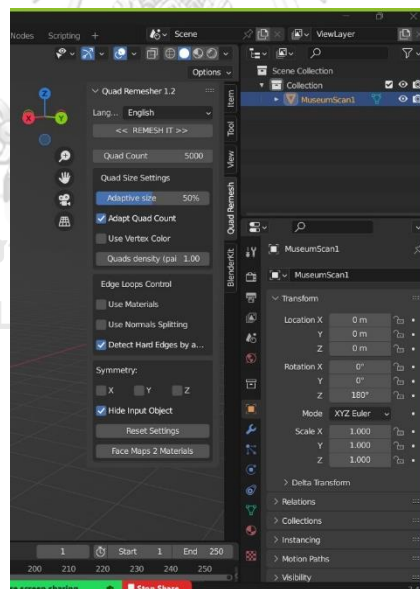 Nodes Scripting + Scene ViewLayer
Options
Quad Remesher 1.2
Lang... English
<< REMESH IT >>
Quad Count 5000
Quad Size Settings
Adaptive size 50%
Adapt Quad Count
Use Vertex Color
Quads density (pai 1.00
Edge Loops Control
Use Materials
Use Normals Splitting
Detect Hard Edges by a...
Symmetry:
X Y Z
Hide Input Object
Reset Settings
Face Maps 2 Materials
Item
Tool
View
Quad Remesh
BlenderKit
X
Y
Z
Scene Collection
Collection
MuseumScan1
MuseumScan1
MuseumScan1
Transform
Location X 0 m
Y 0 m
Z 0 m
Rotation X 0°
Y 0°
Z 180°
Mode XYZ Euler
Scale X 1.000
Y 1.000
Z 1.000
Delta Transform
Relations
Collections
Instancing
Motion Paths
Visibility
1 Start 1 End 250
200 210 220 230 240 250
screen sharing Stop Share